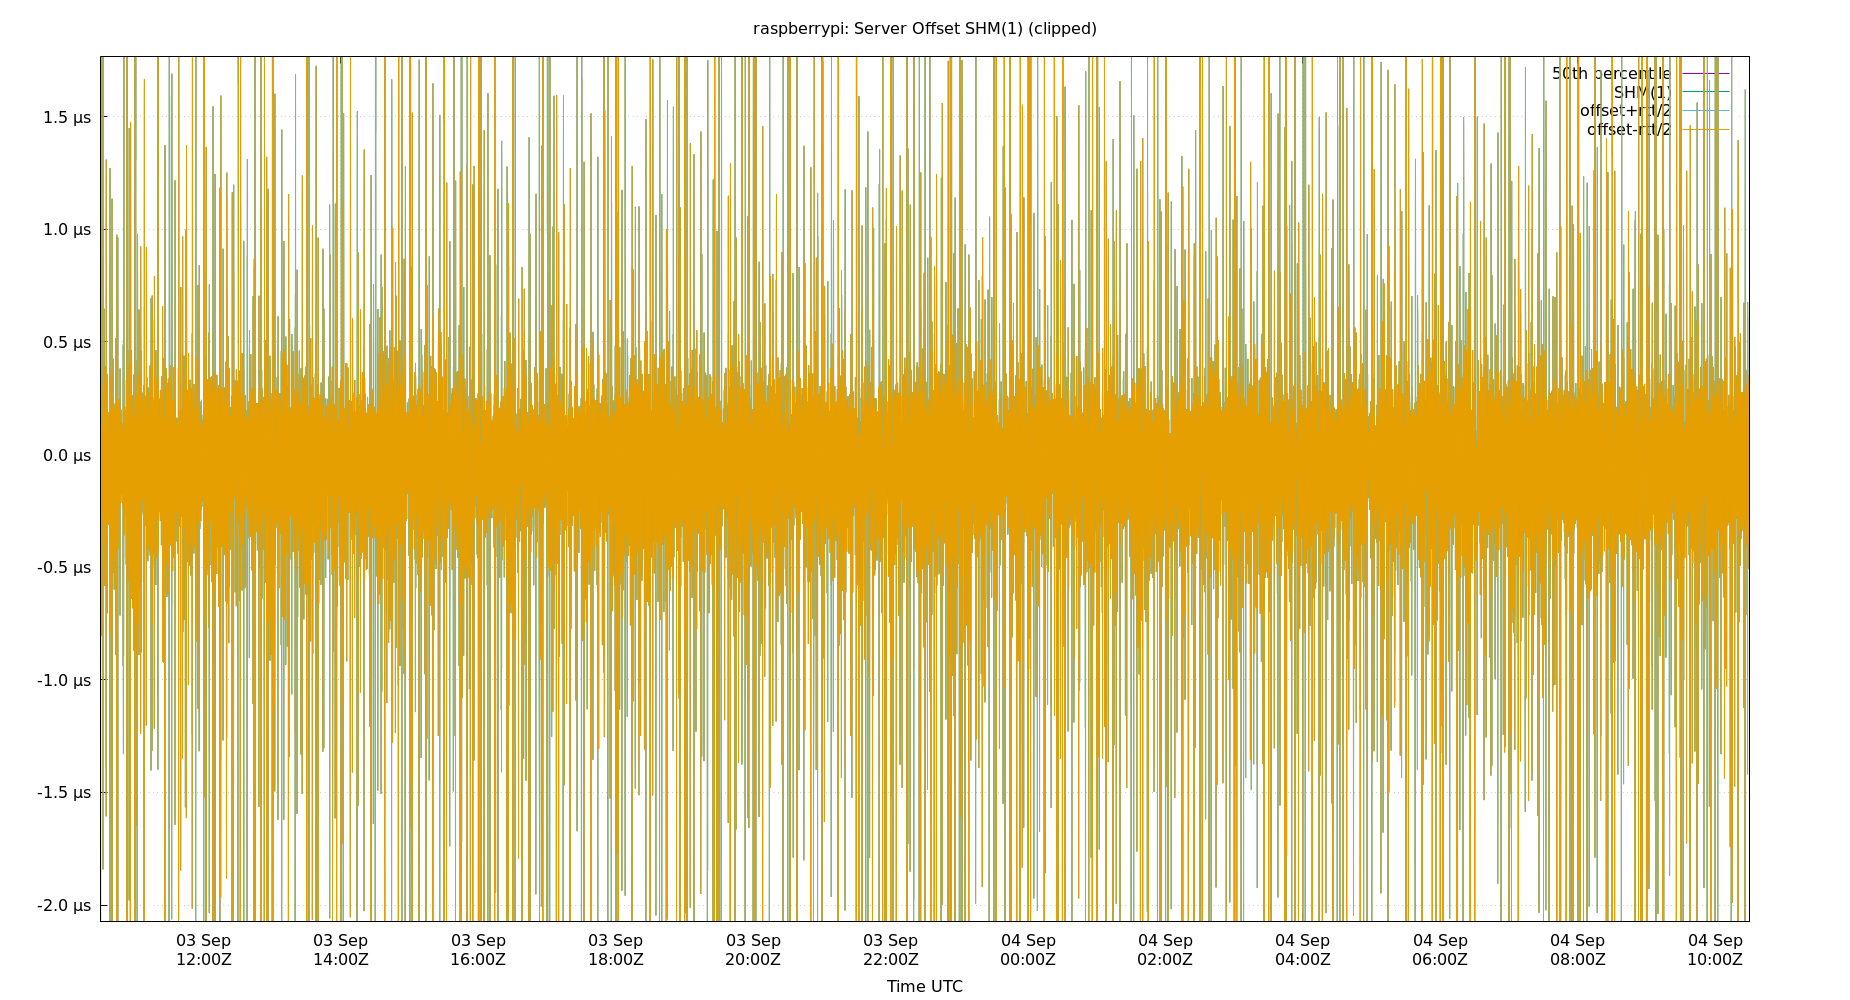 raspberrypi: Server Offset SHM(1) (clipped)
50th percentile
SHM(1)
offset+rtt/2
offset-rtt/2
1.5 µs
1.0 µs
0.5 µs
0.0 µs
-0.5 µs
-1.0 µs
-1.5 µs
-2.0 µs
03 Sep 03 Sep 03 Sep 03 Sep 03 Sep 03 Sep 04 Sep 04 Sep 04 Sep 04 Sep 04 Sep 04 Sep
12:00Z 14:00Z 16:00Z 18:00Z 20:00Z 22:00Z 00:00Z 02:00Z 04:00Z 06:00Z 08:00Z 10:00Z
Time UTC